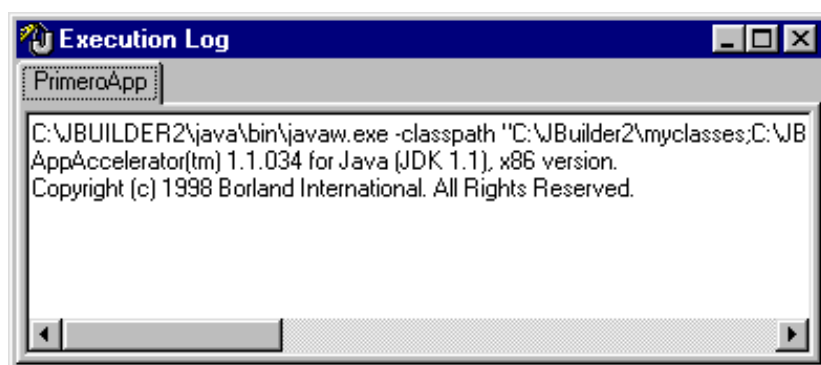 Execution Log
PrimeroApp
C:\JBUILDER2\java\bin\javaw.exe -classpath "C:\JBuilder2\myclasses;C:\JB
AppAccelerator(tm) 1.1.034 for Java (JDK 1.1), x86 version.
Copyright (c) 1998 Borland International. All Rights Reserved.